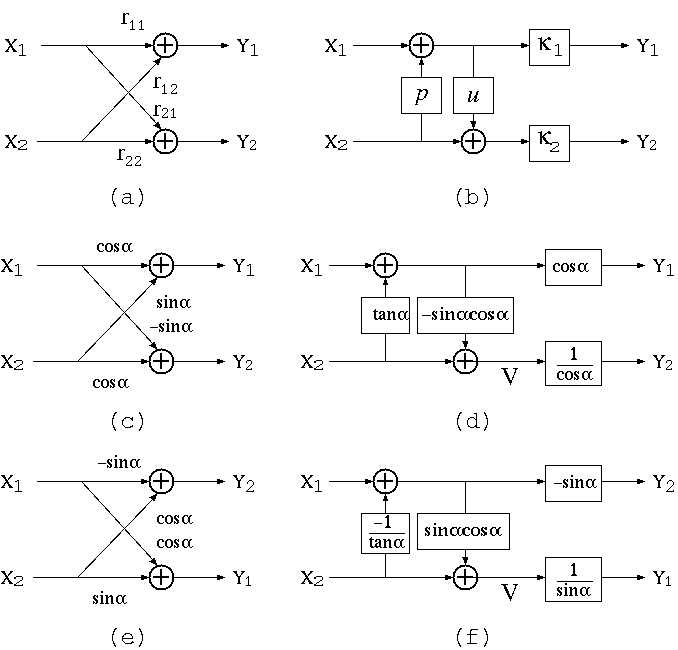 r₁₁
X₁ Y₁ X₁ κ₁ Y₁
r₁₂ p u
r₂₁
X₂ Y₂ X₂ κ₂ Y₂
r₂₂
(a) (b)
cosα
X₁ Y₁ X₁ cosα Y₁
sinα tanα –sinαcosα
–sinα
X₂ Y₂ X₂ V 1/cosα Y₂
cosα
(c) (d)
–sinα
X₁ Y₂ X₁ –sinα Y₂
cosα –1/tanα sinαcosα
cosα
X₂ Y₁ X₂ V 1/sinα Y₁
sinα
(e) (f)